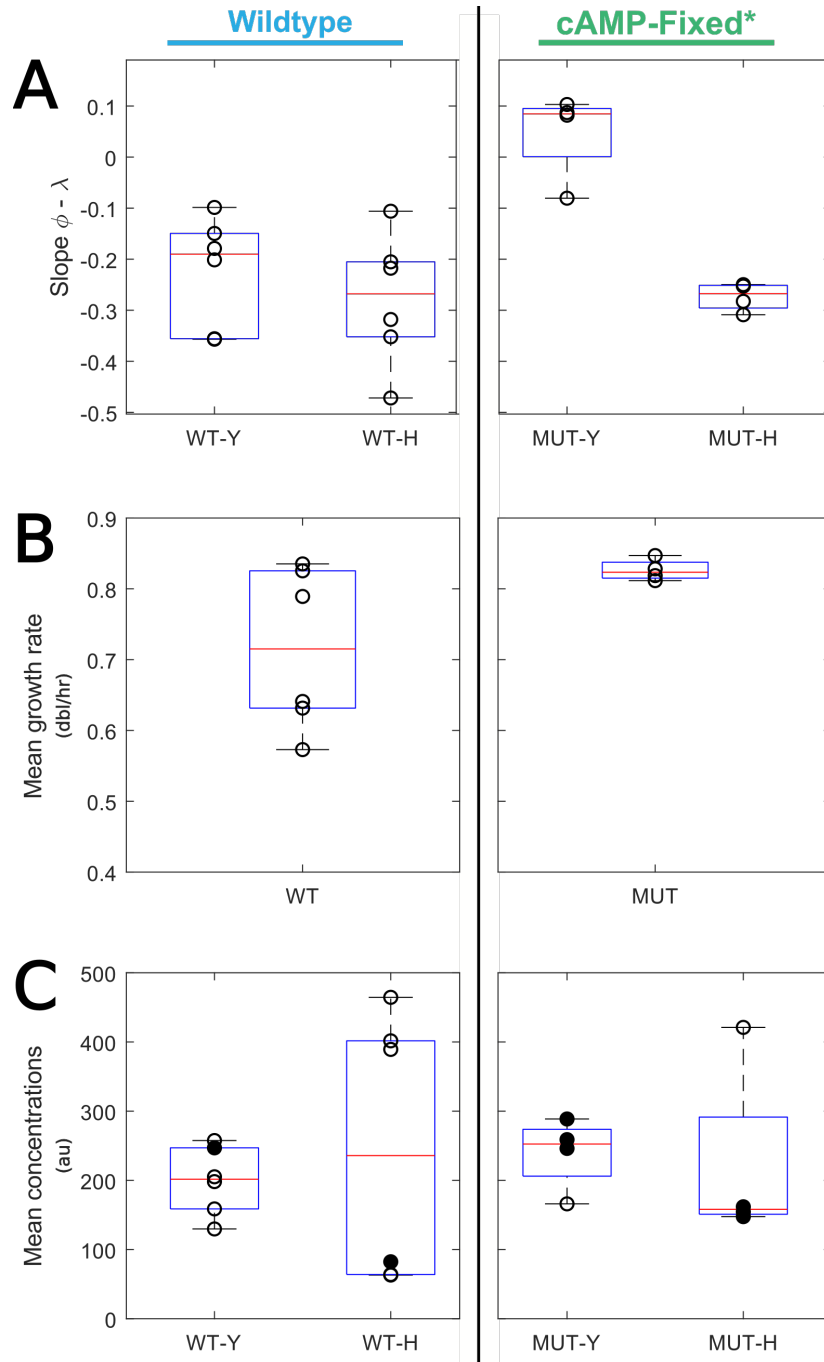 Wildtype cAMP-Fixed*
A
Slope ϕ - λ
0.1
0
-0.1
-0.2
-0.3
-0.4
-0.5
WT-Y WT-H MUT-Y MUT-H
B
Mean growth rate
(dbl/hr)
0.9
0.8
0.7
0.6
0.5
0.4
WT MUT
C
Mean concentrations
(au)
500
400
300
200
100
0
WT-Y WT-H MUT-Y MUT-H